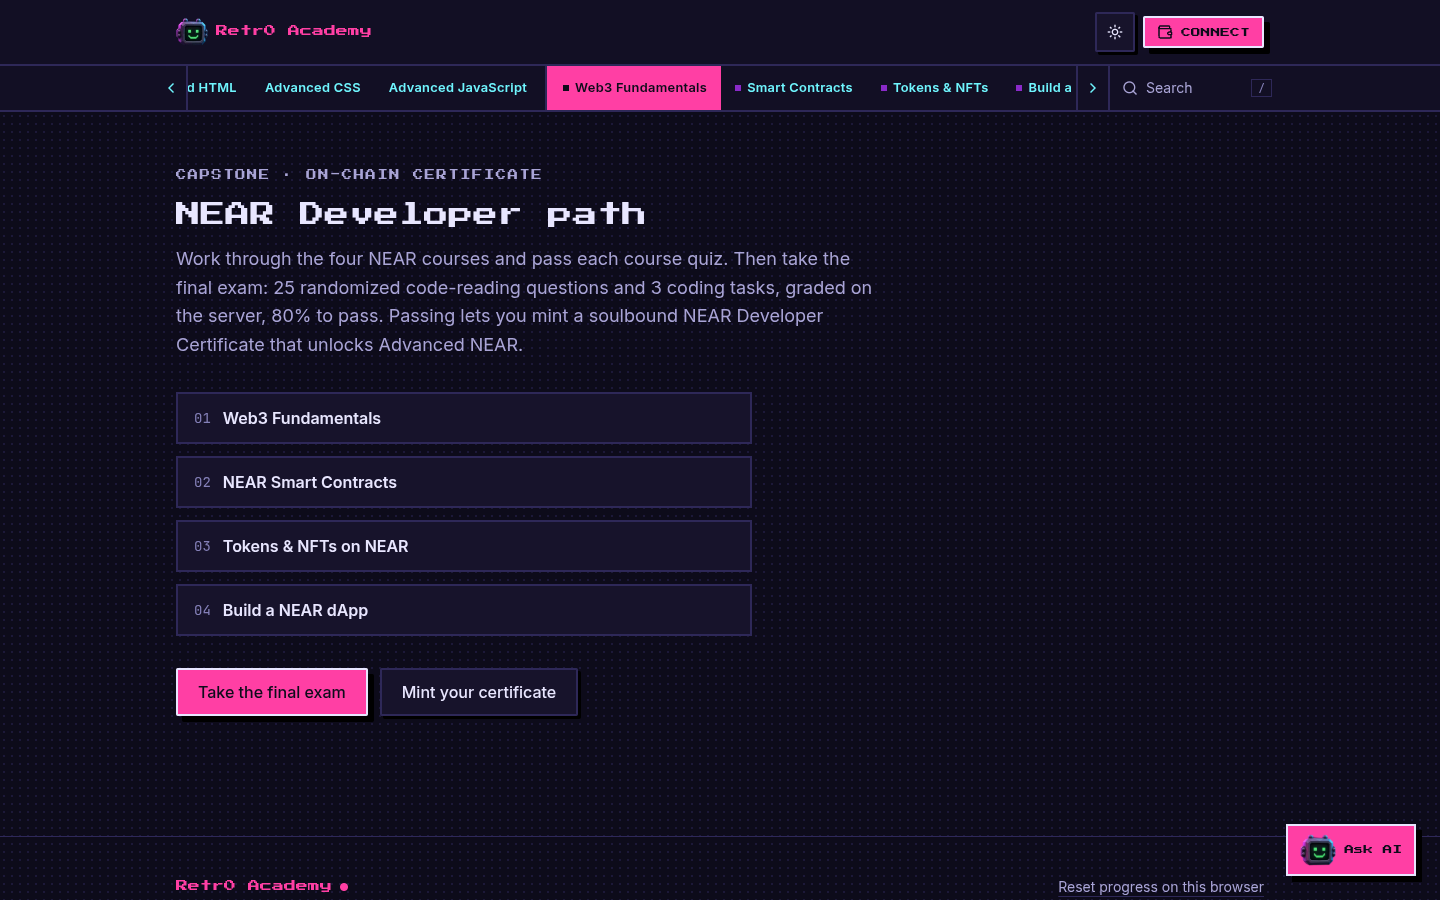 Retr0 Academy
CONNECT
d HTML
Advanced CSS
Advanced JavaScript
Web3 Fundamentals
Smart Contracts
Tokens & NFTs
Build a
Search
/
CAPSTONE · ON-CHAIN CERTIFICATE
NEAR Developer path
Work through the four NEAR courses and pass each course quiz. Then take the
final exam: 25 randomized code-reading questions and 3 coding tasks, graded on
the server, 80% to pass. Passing lets you mint a soulbound NEAR Developer
Certificate that unlocks Advanced NEAR.
01 Web3 Fundamentals
02 NEAR Smart Contracts
03 Tokens & NFTs on NEAR
04 Build a NEAR dApp
Take the final exam
Mint your certificate
Ask AI
Retr0 Academy
Reset progress on this browser